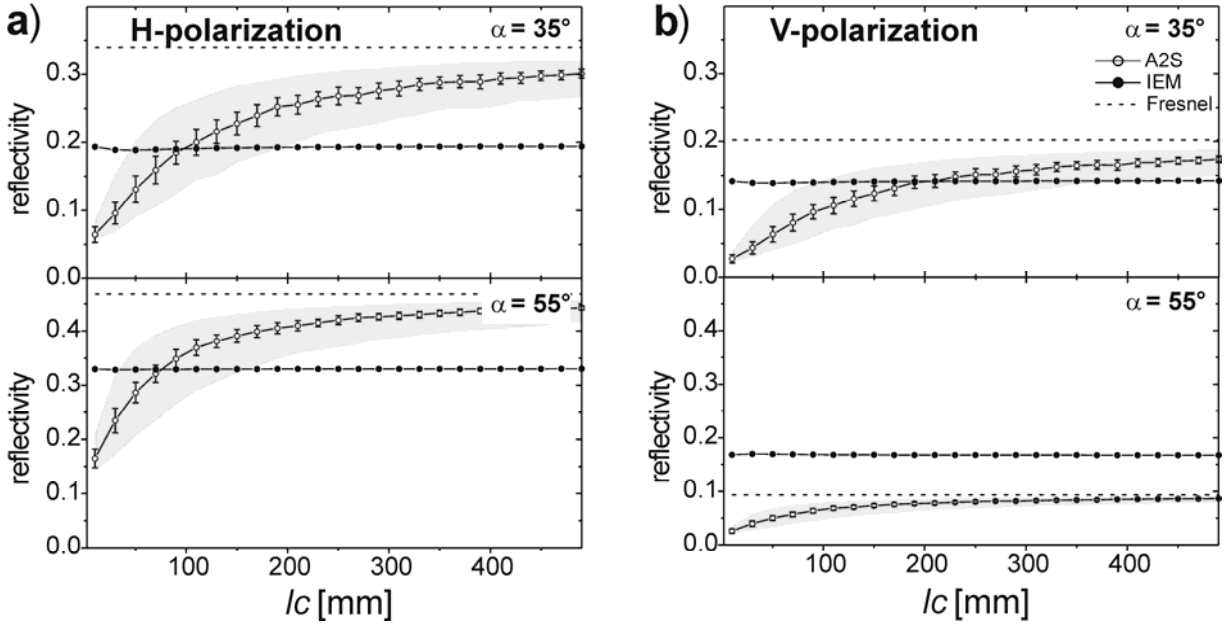 a)
H-polarization
α = 35°
0.3
0.2
0.1
0.0
reflectivity
α = 55°
0.4
0.3
0.2
0.1
0.0
reflectivity
100 200 300 400
lc [mm]
b)
V-polarization
α = 35°
A2S
IEM
Fresnel
0.3
0.2
0.1
0.0
reflectivity
α = 55°
0.4
0.3
0.2
0.1
0.0
reflectivity
100 200 300 400
lc [mm]